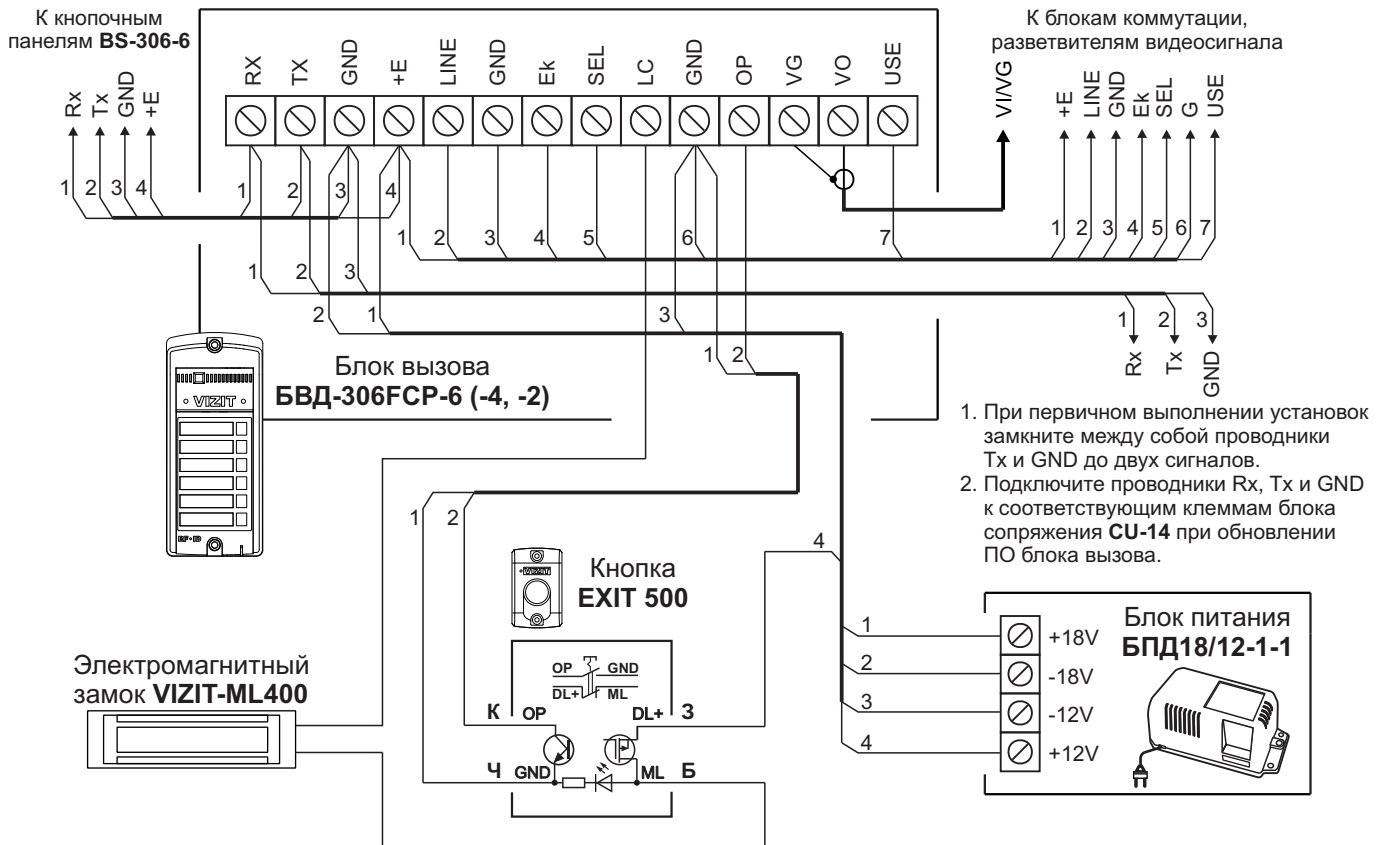 К кнопочным
панелям BS-306-6
К блокам коммутации,
разветвителям видеосигнала
RX TX GND +E LINE GND Ek SEL LC GND OP VG VO USE
Rx Tx GND +E
VI/VG
+E LINE GND Ek SEL G USE
1 2 3 4
1 2 3 4
1 2 3 4 5 6 7
1 2 3 4 5 6 7
1 2 3
2 1 3
1 2
1 2 3
Rx Tx GND
Блок вызова
БВД-306FCP-6 (-4, -2)
VIZIT
RF-ID
1. При первичном выполнении установок
замкните между собой проводники
Tx и GND до двух сигналов.
2. Подключите проводники Rx, Tx и GND
к соответствующим клеммам блока
сопряжения CU-14 при обновлении
ПО блока вызова.
1 2
4
Кнопка
EXIT 500
VIZIT
Электромагнитный
замок VIZIT-ML400
OP GND
DL+ ML
К OP DL+ З
Ч GND ML Б
Блок питания
БПД18/12-1-1
1 +18V
2 -18V
3 -12V
4 +12V